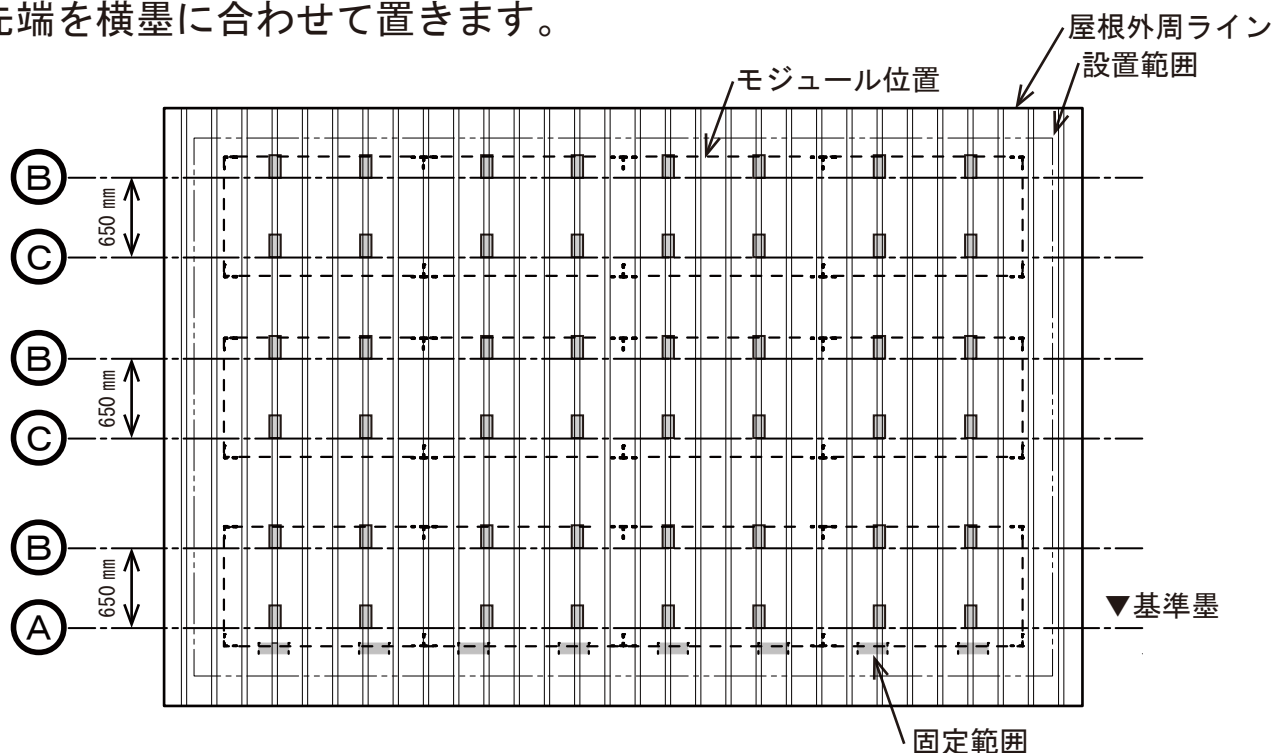 先端を横墨に合わせて置きます。
屋根外周ライン
設置範囲
モジュール位置
B
650 mm
C
B
650 mm
C
B
650 mm
A
▼基準墨
固定範囲